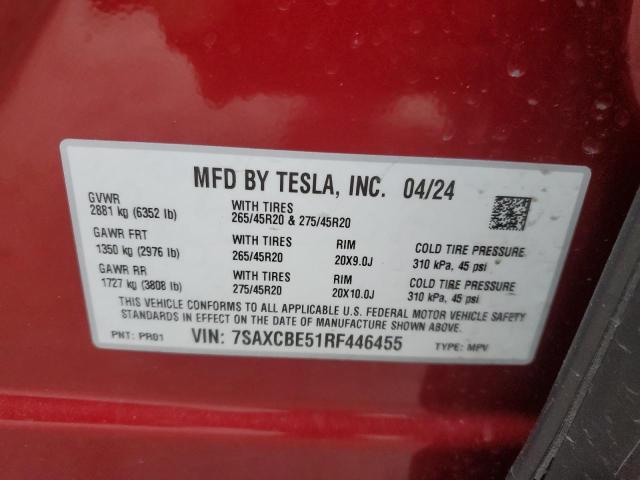 MFD BY TESLA, INC. 04/24
GVWR
2881 kg (6352 lb)
WITH TIRES
265/45R20 & 275/45R20
GAWR FRT
1350 kg (2976 lb)
WITH TIRES
265/45R20
RIM
20X9.0J
COLD TIRE PRESSURE
310 kPa, 45 psi
GAWR RR
1727 kg (3808 lb)
WITH TIRES
275/45R20
RIM
20X10.0J
COLD TIRE PRESSURE
310 kPa, 45 psi
THIS VEHICLE CONFORMS TO ALL APPLICABLE U.S. FEDERAL MOTOR VEHICLE SAFETY
STANDARDS IN EFFECT ON THE DATE OF MANUFACTURE SHOWN ABOVE.
PNT: PR01 VIN: 7SAXCBE51RF446455 TYPE: MPV